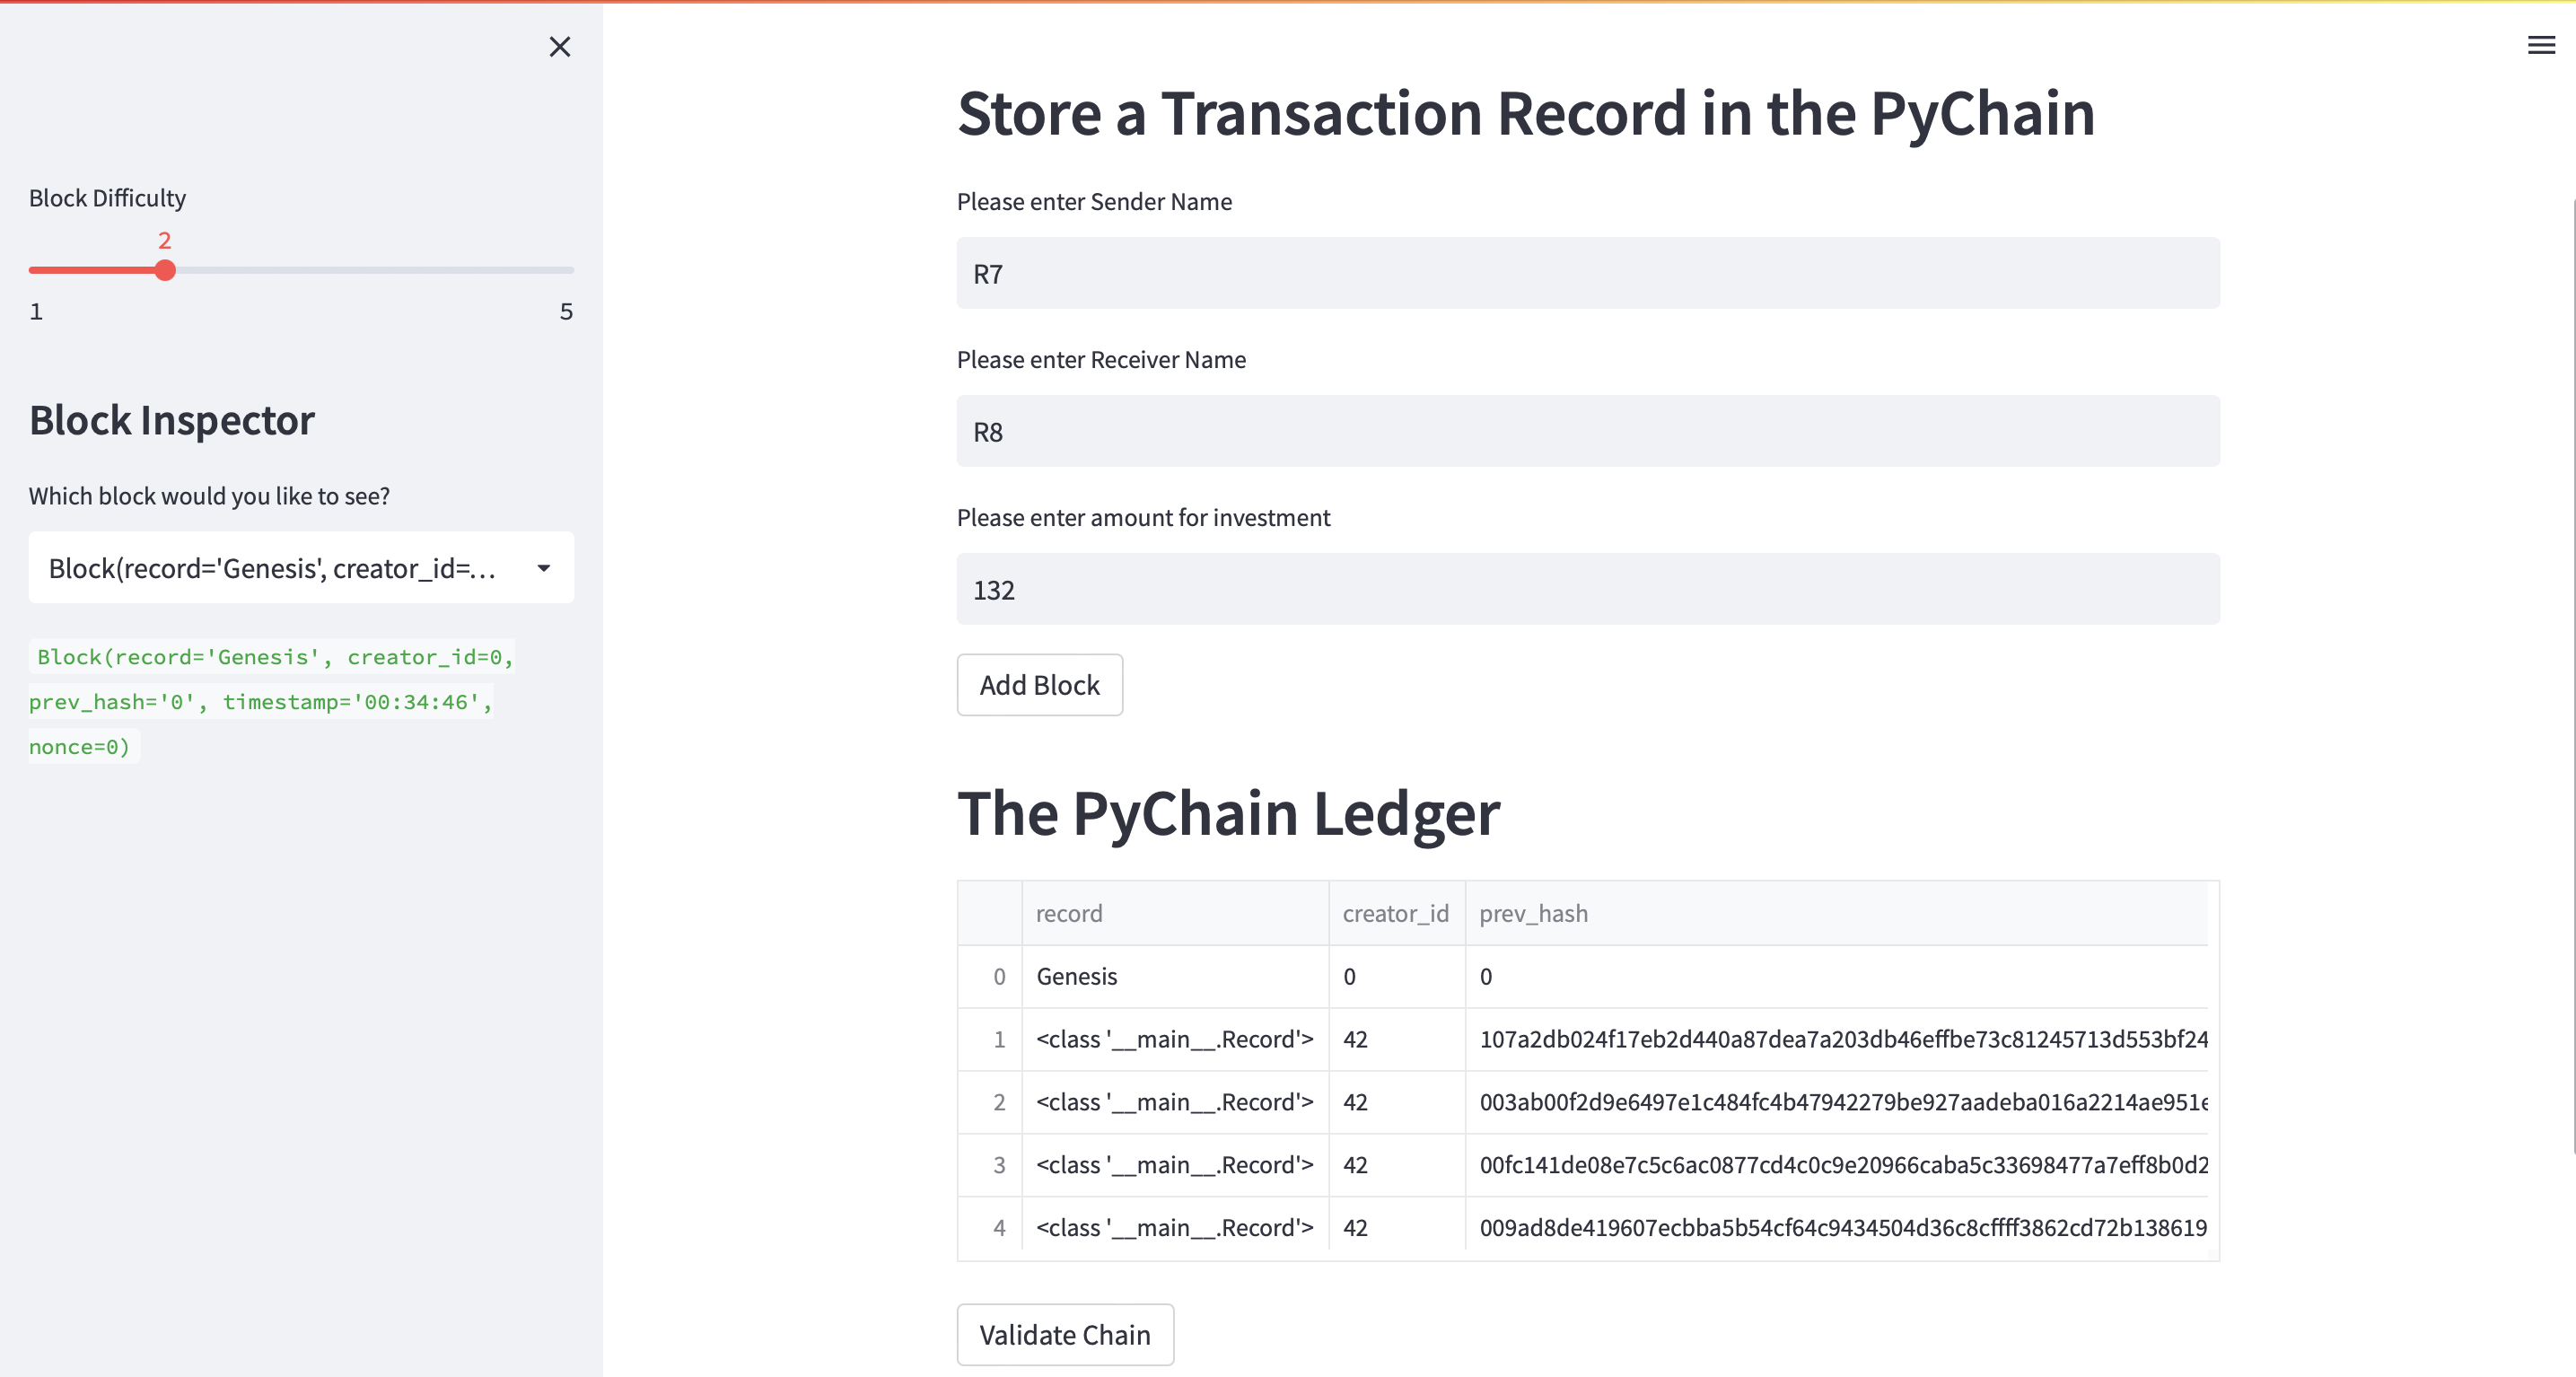 Block Difficulty
2
1 5
Block Inspector
Which block would you like to see?
Block(record='Genesis', creator_id=...
Block(record='Genesis', creator_id=0,
prev_hash='0', timestamp='00:34:46',
nonce=0)
Store a Transaction Record in the PyChain
Please enter Sender Name
R7
Please enter Receiver Name
R8
Please enter amount for investment
132
Add Block
The PyChain Ledger
record creator_id prev_hash
0 Genesis 0 0
1 <class '__main__.Record'> 42 107a2db024f17eb2d440a87dea7a203db46effbe73c81245713d553bf24
2 <class '__main__.Record'> 42 003ab00f2d9e6497e1c484fc4b47942279be927aadeba016a2214ae951e
3 <class '__main__.Record'> 42 00fc141de08e7c5c6ac0877cd4c0c9e20966caba5c33698477a7eff8b0d2
4 <class '__main__.Record'> 42 009ad8de419607ecbba5b54cf64c9434504d36c8cffff3862cd72b138619
Validate Chain